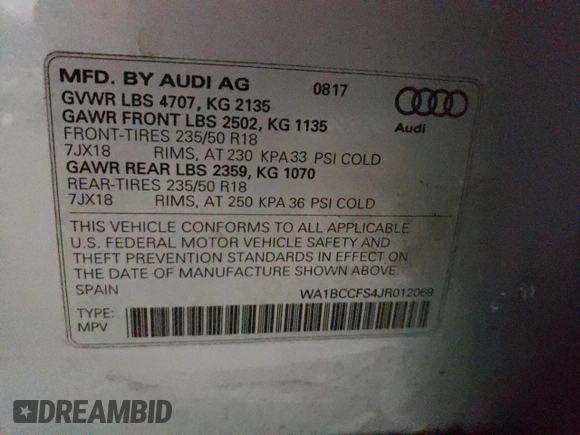 MFD. BY AUDI AG 0817
GVWR LBS 4707, KG 2135
GAWR FRONT LBS 2502, KG 1135
FRONT-TIRES 235/50 R18
7JX18 RIMS, AT 230 KPA 33 PSI COLD
GAWR REAR LBS 2359, KG 1070
REAR-TIRES 235/50 R18
7JX18 RIMS, AT 250 KPA 36 PSI COLD
Audi
THIS VEHICLE CONFORMS TO ALL APPLICABLE
U.S. FEDERAL MOTOR VEHICLE SAFETY AND
THEFT PREVENTION STANDARDS IN EFFECT ON
THE DATE OF MANUFACTURE SHOWN ABOVE.
SPAIN WA1BCCFS4JR012069
TYPE:
MPV
DREAMBID